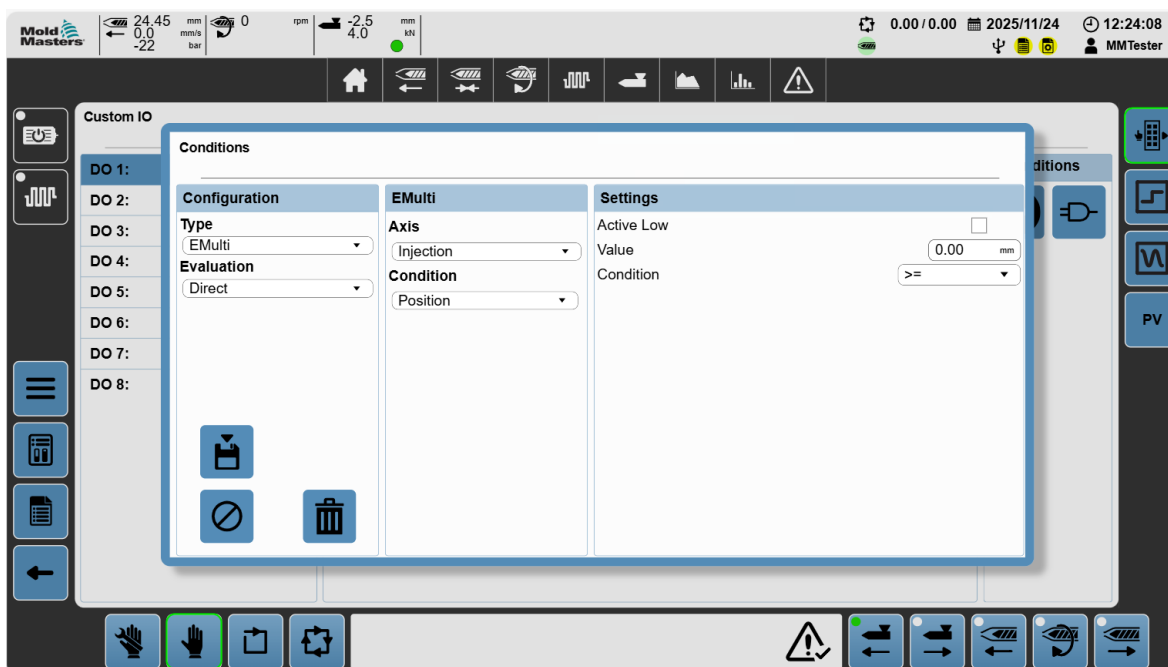 Mold
Masters
24.45 mm
0.0 mm/s
-22 bar
0 rpm
-2.5 mm
4.0 kN
0.00 / 0.00
2025/11/24
12:24:08
MMTester
Custom IO
Conditions
ditions
DO 1:
DO 2:
DO 3:
DO 4:
DO 5:
DO 6:
DO 7:
DO 8:
Configuration
Type
EMulti
Evaluation
Direct
EMulti
Axis
Injection
Condition
Position
Settings
Active Low
Value 0.00 mm
Condition >=
PV